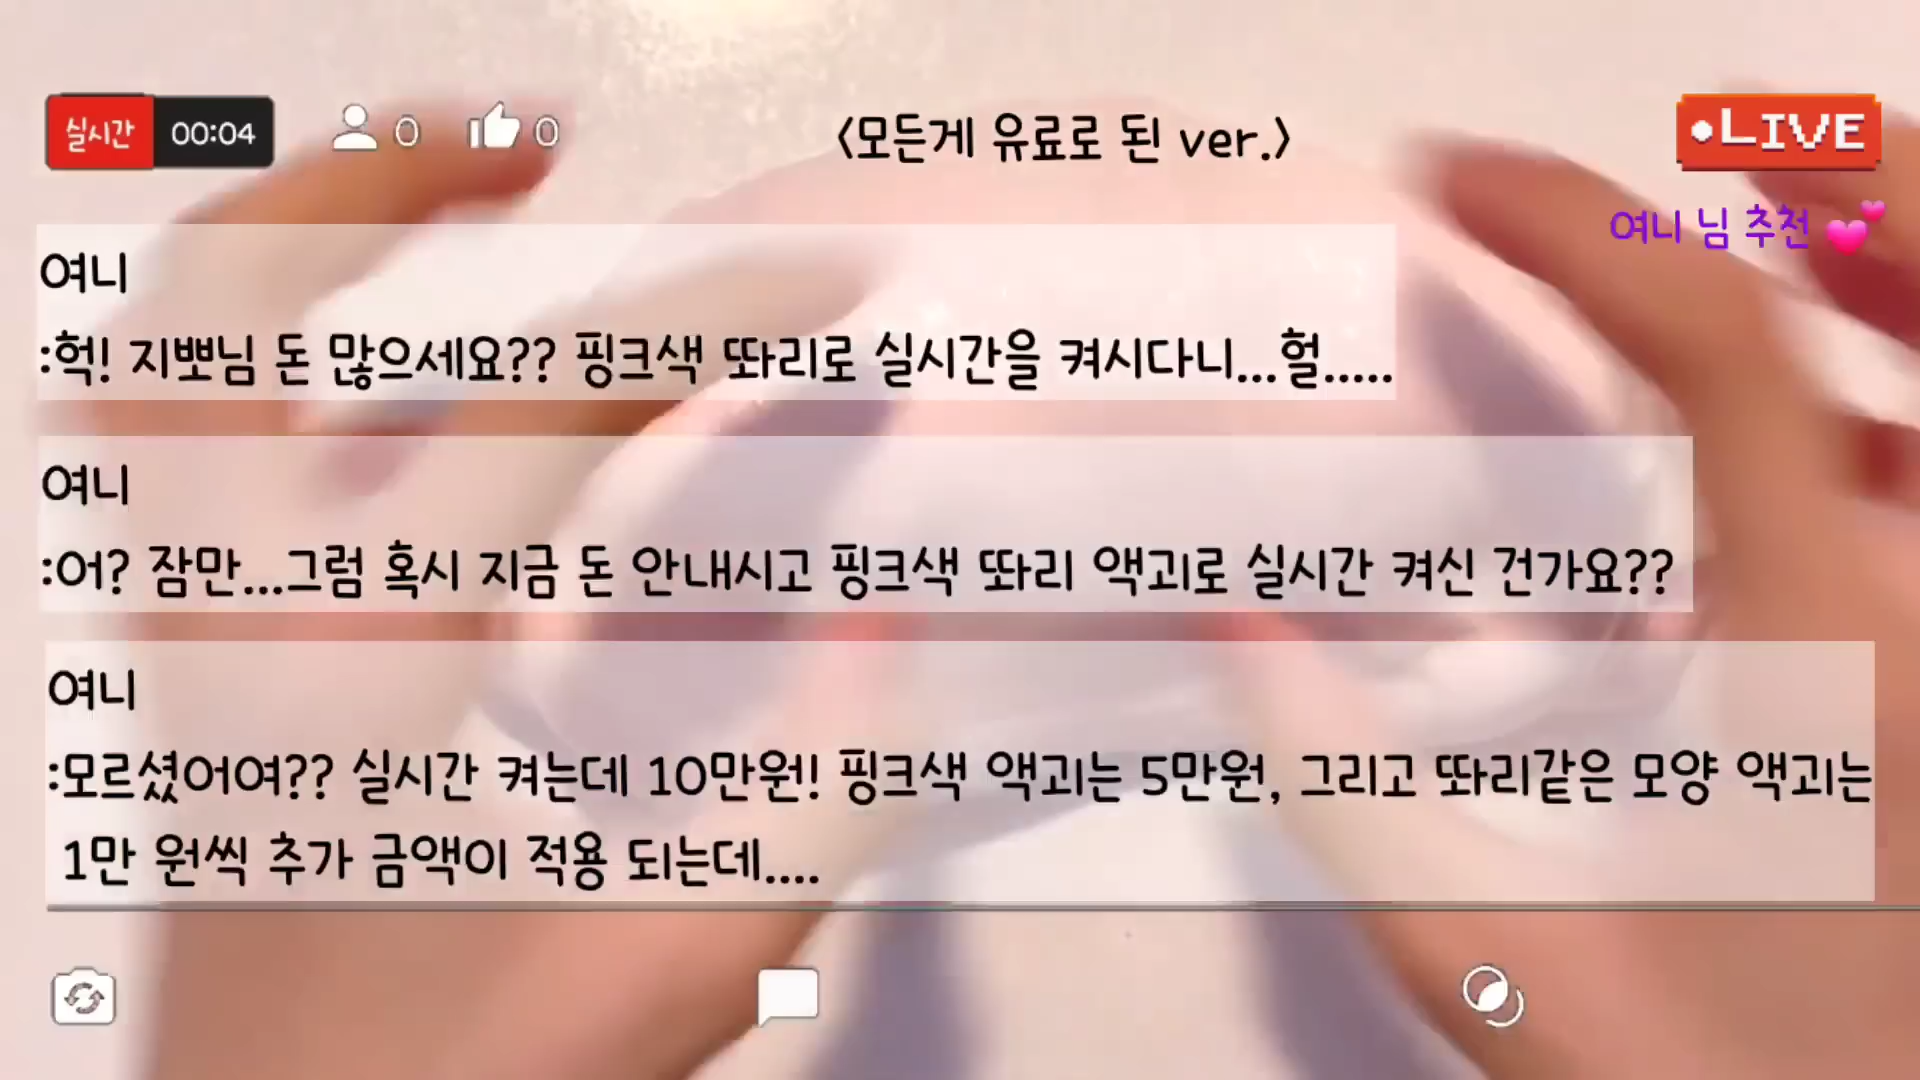 실시간 00:04 0 0
<모든게 유료로 된 ver.>
LIVE
여니 님 추천
여니
:헉! 지뽀님 돈 많으세요?? 핑크색 똬리로 실시간을 켜시다니...헐.....
여니
:어? 잠만...그럼 혹시 지금 돈 안내시고 핑크색 똬리 액괴로 실시간 켜신 건가요??
여니
:모르셨어여?? 실시간 켜는데 10만원! 핑크색 액괴는 5만원, 그리고 똬리같은 모양 액괴는
1만 원씩 추가 금액이 적용 되는데....